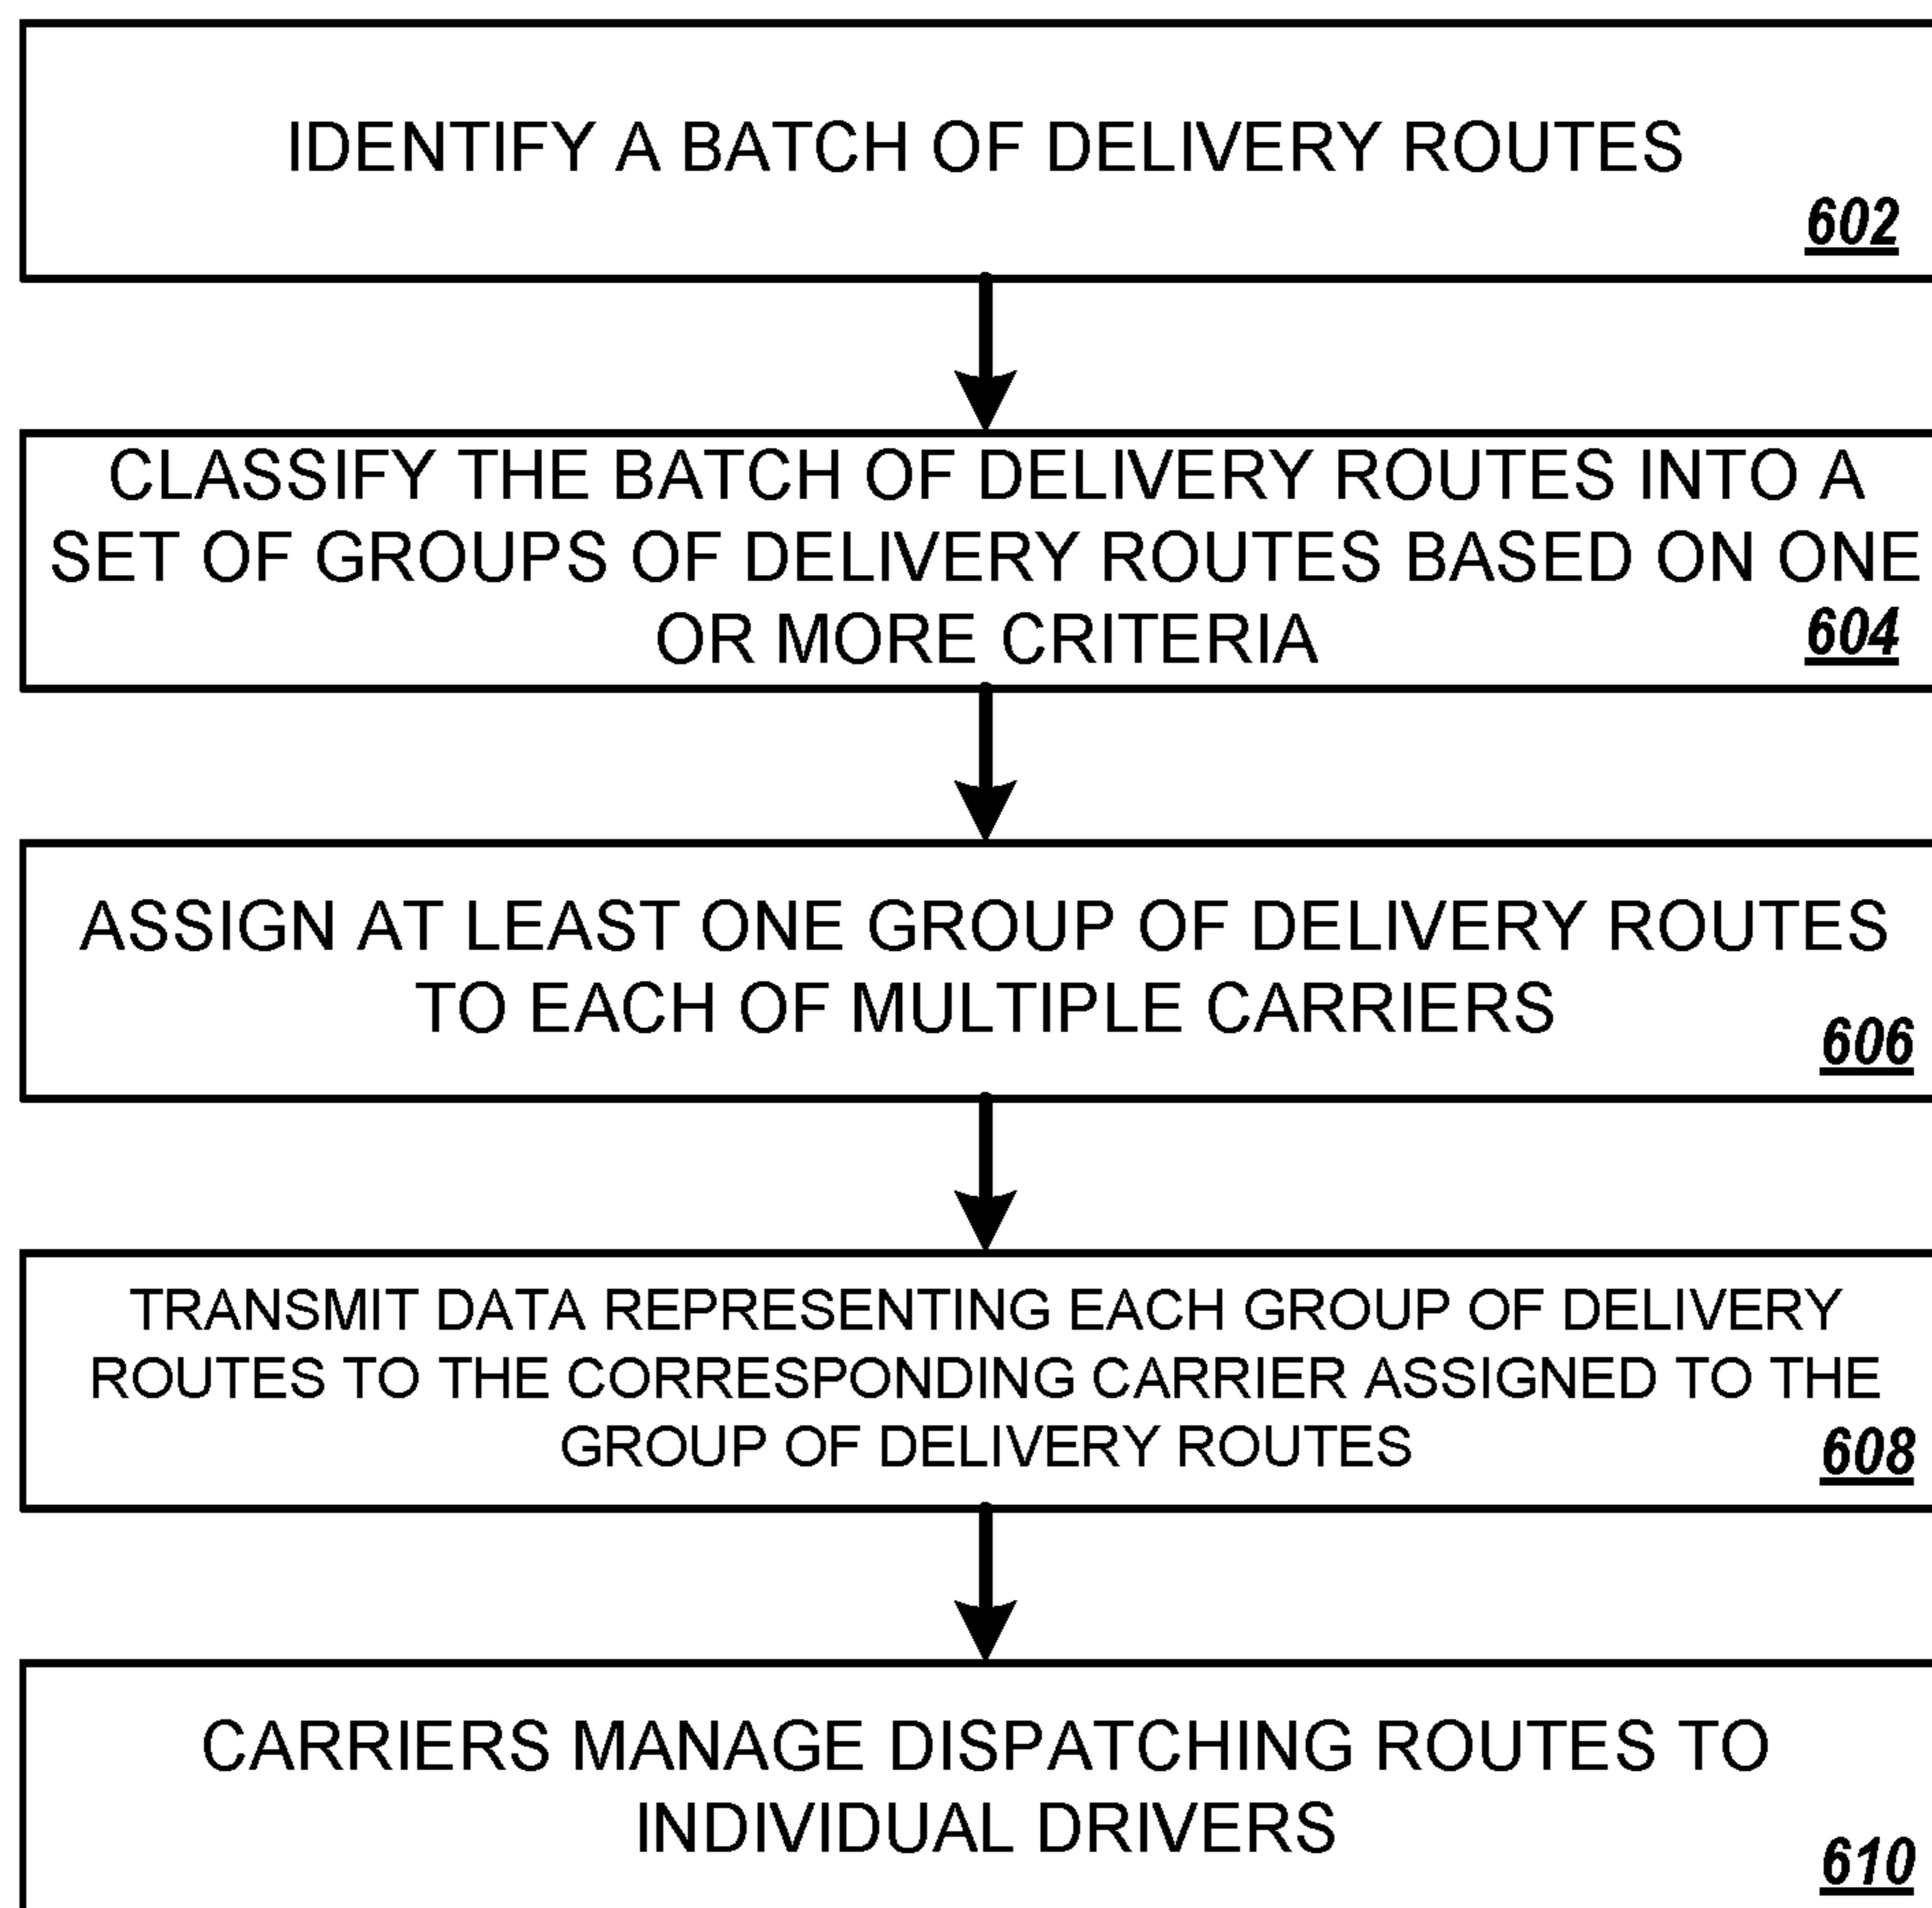 IDENTIFY A BATCH OF DELIVERY ROUTES
602
CLASSIFY THE BATCH OF DELIVERY ROUTES INTO A
SET OF GROUPS OF DELIVERY ROUTES BASED ON ONE
OR MORE CRITERIA
604
ASSIGN AT LEAST ONE GROUP OF DELIVERY ROUTES
TO EACH OF MULTIPLE CARRIERS
606
TRANSMIT DATA REPRESENTING EACH GROUP OF DELIVERY
ROUTES TO THE CORRESPONDING CARRIER ASSIGNED TO THE
GROUP OF DELIVERY ROUTES
608
CARRIERS MANAGE DISPATCHING ROUTES TO
INDIVIDUAL DRIVERS
610